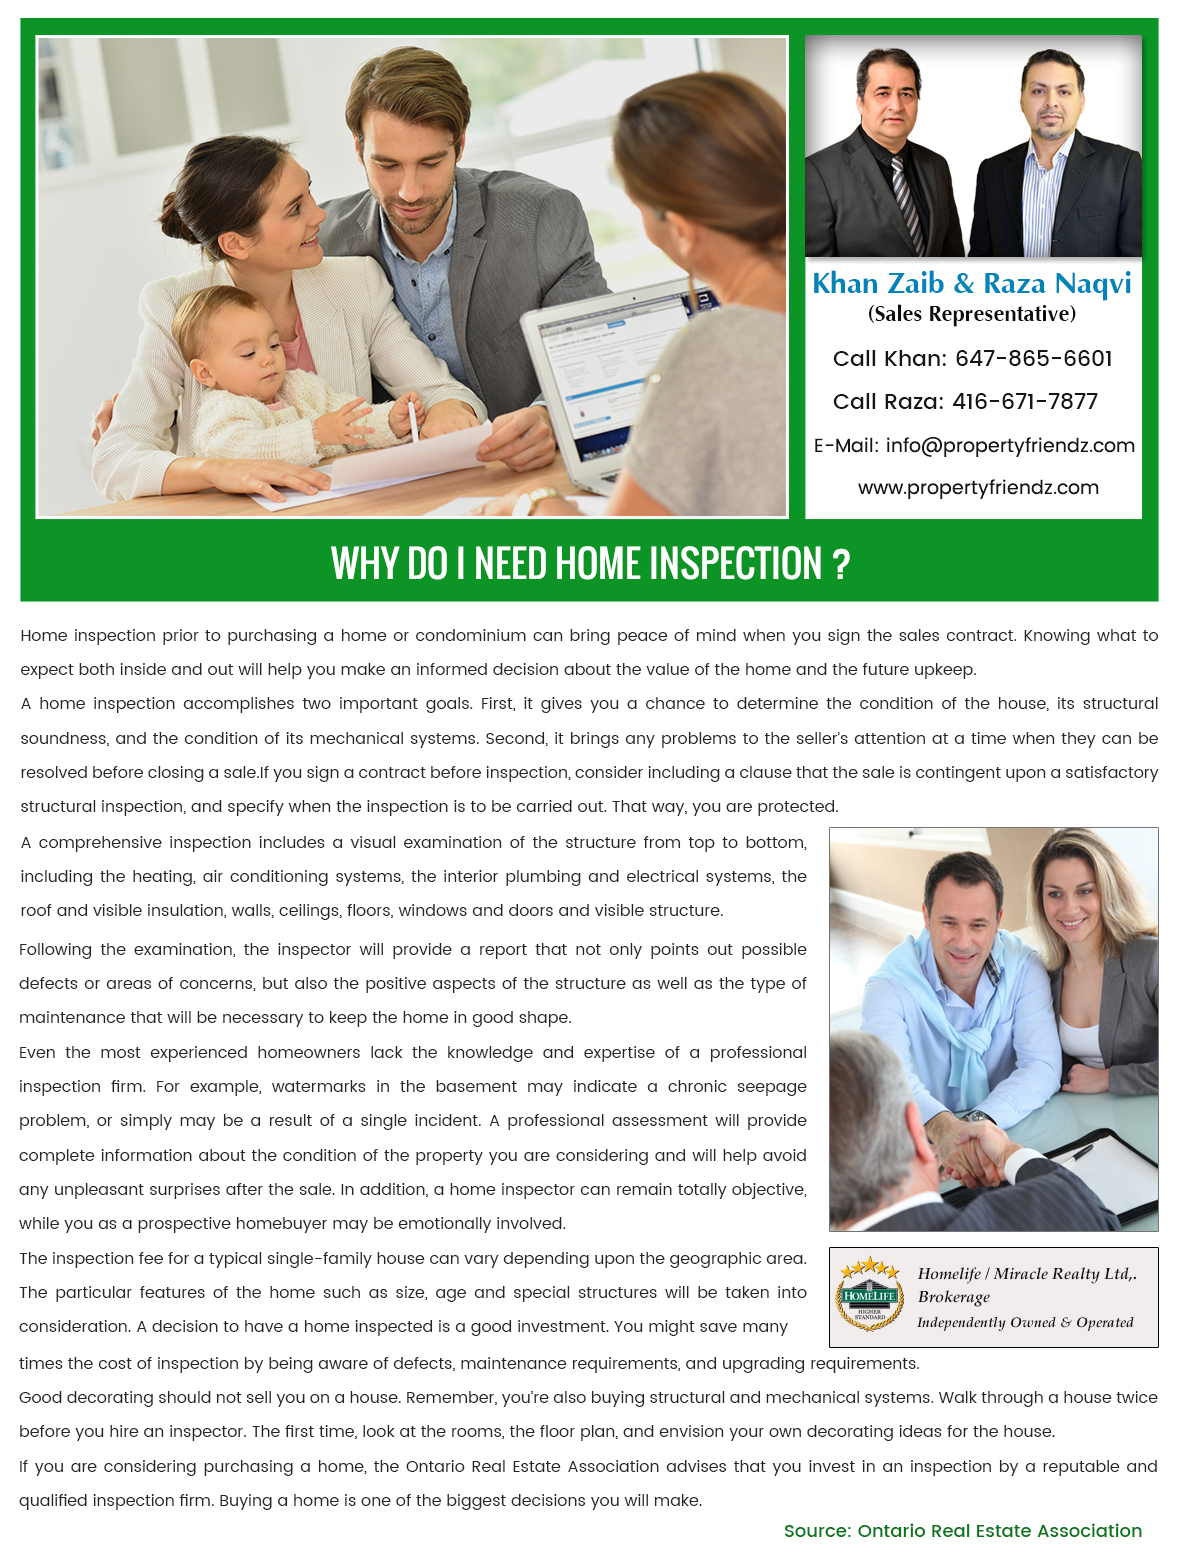 Khan Zaib & Raza Naqvi
(Sales Representative)
Call Khan: 647-865-6601
Call Raza: 416-671-7877
E-Mail: info@propertyfriendz.com
www.propertyfriendz.com
WHY DO I NEED HOME INSPECTION ?
Home inspection prior to purchasing a home or condominium can bring peace of mind when you sign the sales contract. Knowing what to
expect both inside and out will help you make an informed decision about the value of the home and the future upkeep.
A home inspection accomplishes two important goals. First, it gives you a chance to determine the condition of the house, its structural
soundness, and the condition of its mechanical systems. Second, it brings any problems to the seller's attention at a time when they can be
resolved before closing a sale.If you sign a contract before inspection, consider including a clause that the sale is contingent upon a satisfactory
structural inspection, and specify when the inspection is to be carried out. That way, you are protected.
A comprehensive inspection includes a visual examination of the structure from top to bottom,
including the heating, air conditioning systems, the interior plumbing and electrical systems, the
roof and visible insulation, walls, ceilings, floors, windows and doors and visible structure.
Following the examination, the inspector will provide a report that not only points out possible
defects or areas of concerns, but also the positive aspects of the structure as well as the type of
maintenance that will be necessary to keep the home in good shape.
Even the most experienced homeowners lack the knowledge and expertise of a professional
inspection firm. For example, watermarks in the basement may indicate a chronic seepage
problem, or simply may be a result of a single incident. A professional assessment will provide
complete information about the condition of the property you are considering and will help avoid
any unpleasant surprises after the sale. In addition, a home inspector can remain totally objective,
while you as a prospective homebuyer may be emotionally involved.
The inspection fee for a typical single-family house can vary depending upon the geographic area.
The particular features of the home such as size, age and special structures will be taken into
consideration. A decision to have a home inspected is a good investment. You might save many
times the cost of inspection by being aware of defects, maintenance requirements, and upgrading requirements.
Good decorating should not sell you on a house. Remember, you're also buying structural and mechanical systems. Walk through a house twice
before you hire an inspector. The first time, look at the rooms, the floor plan, and envision your own decorating ideas for the house.
If you are considering purchasing a home, the Ontario Real Estate Association advises that you invest in an inspection by a reputable and
qualified inspection firm. Buying a home is one of the biggest decisions you will make.
HOMELIFE
HIGHER
STANDARD
Homelife / Miracle Realty Ltd,.
Brokerage
Independently Owned & Operated
Source: Ontario Real Estate Association